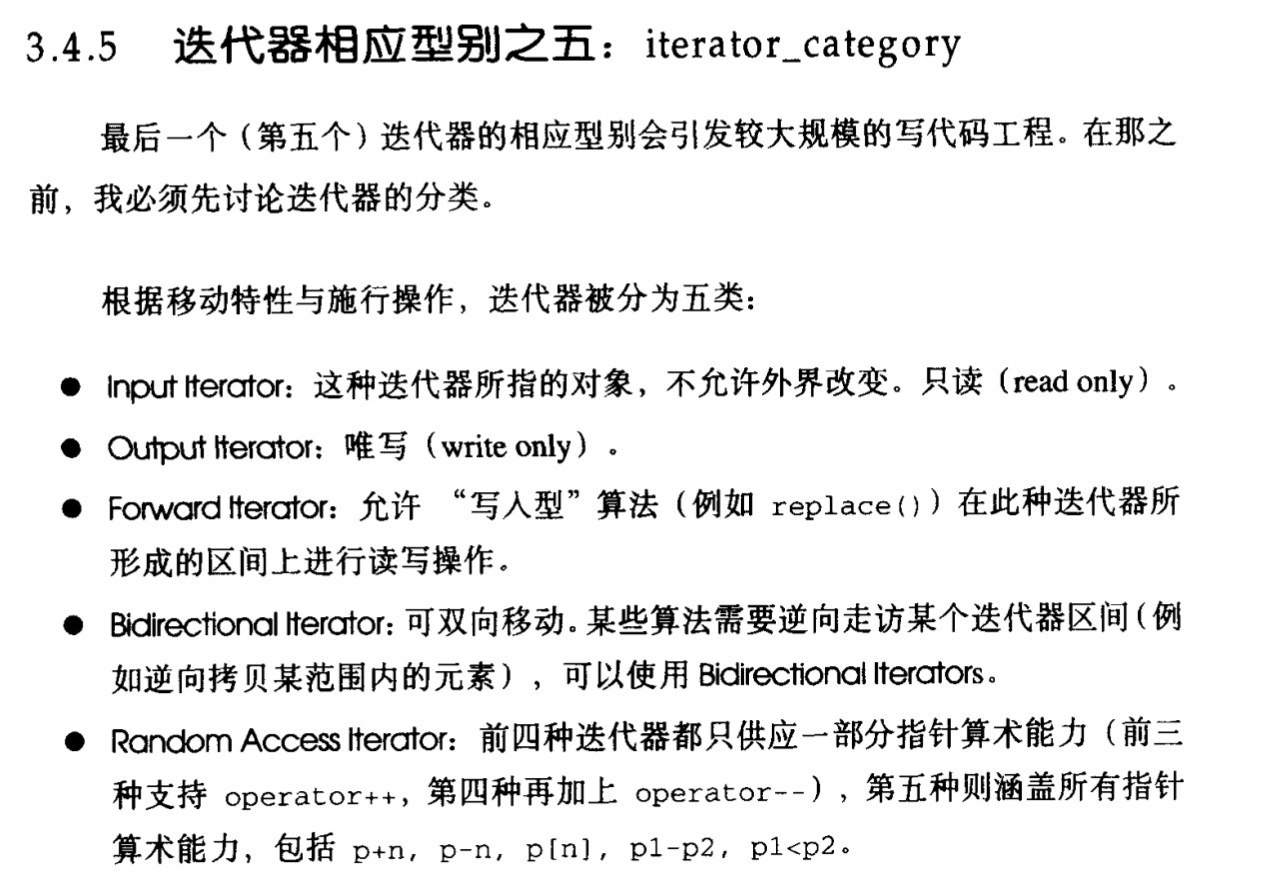 3.4.5 迭代器相应型别之五：iterator_category
最后一个（第五个）迭代器的相应型别会引发较大规模的写代码工程。在那之
前，我必须先讨论迭代器的分类。
根据移动特性与施行操作，迭代器被分为五类：
● Input Iterator：这种迭代器所指的对象，不允许外界改变。只读（read only）。
● Output Iterator：唯写（write only）。
● Forward Iterator：允许 “写入型”算法（例如 replace()）在此种迭代器所
形成的区间上进行读写操作。
● Bidirectional Iterator：可双向移动。某些算法需要逆向走访某个迭代器区间（例
如逆向拷贝某范围内的元素），可以使用 Bidirectional Iterators。
● Random Access Iterator：前四种迭代器都只供应一部分指针算术能力（前三
种支持 operator++，第四种再加上 operator--），第五种则涵盖所有指针
算术能力，包括 p+n, p-n, p[n], p1-p2, p1<p2。